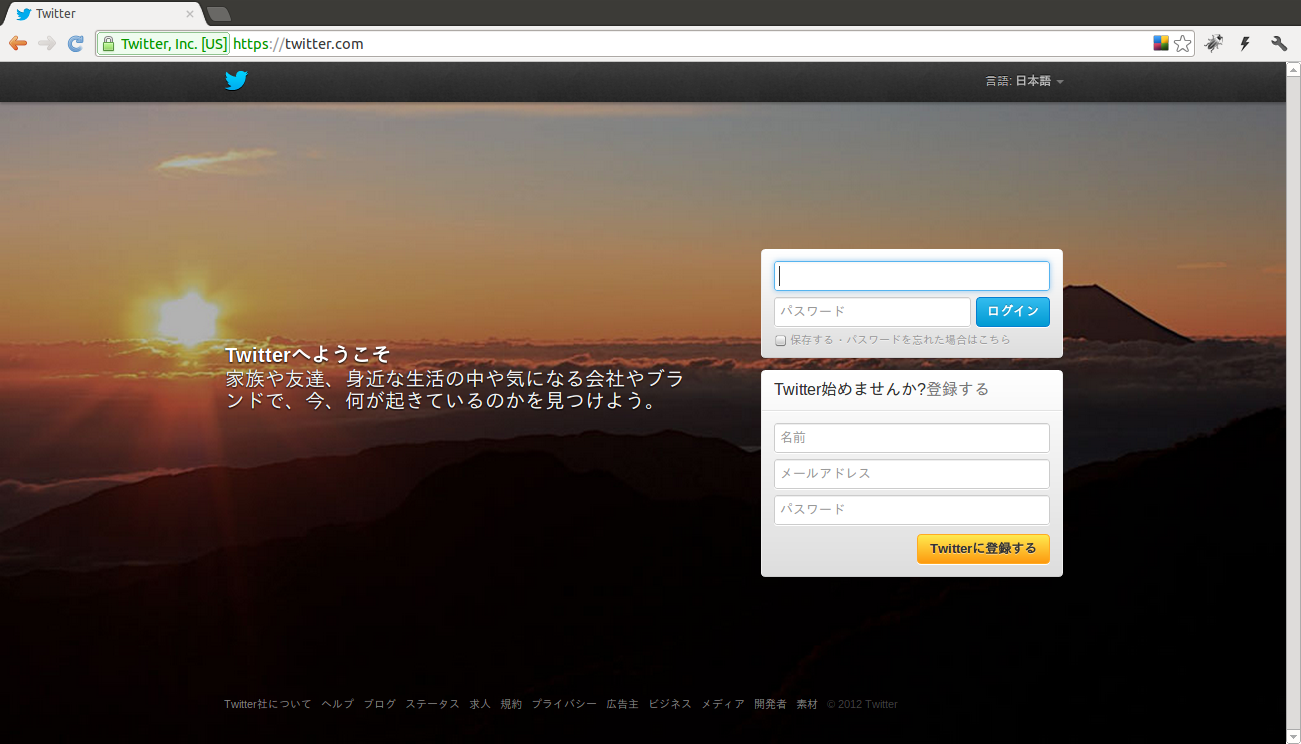 Twitter
Twitter, Inc. [US] https://twitter.com
言語: 日本語
パスワード
ログイン
保存する · パスワードを忘れた場合はこちら
Twitterへようこそ
家族や友達、身近な生活の中や気になる会社やブラ
ンドで、今、何が起きているのかを見つけよう。
Twitter始めませんか?登録する
名前
メールアドレス
パスワード
Twitterに登録する
Twitter社について ヘルプ ブログ ステータス 求人 規約 プライバシー 広告主 ビジネス メディア 開発者 素材 © 2012 Twitter